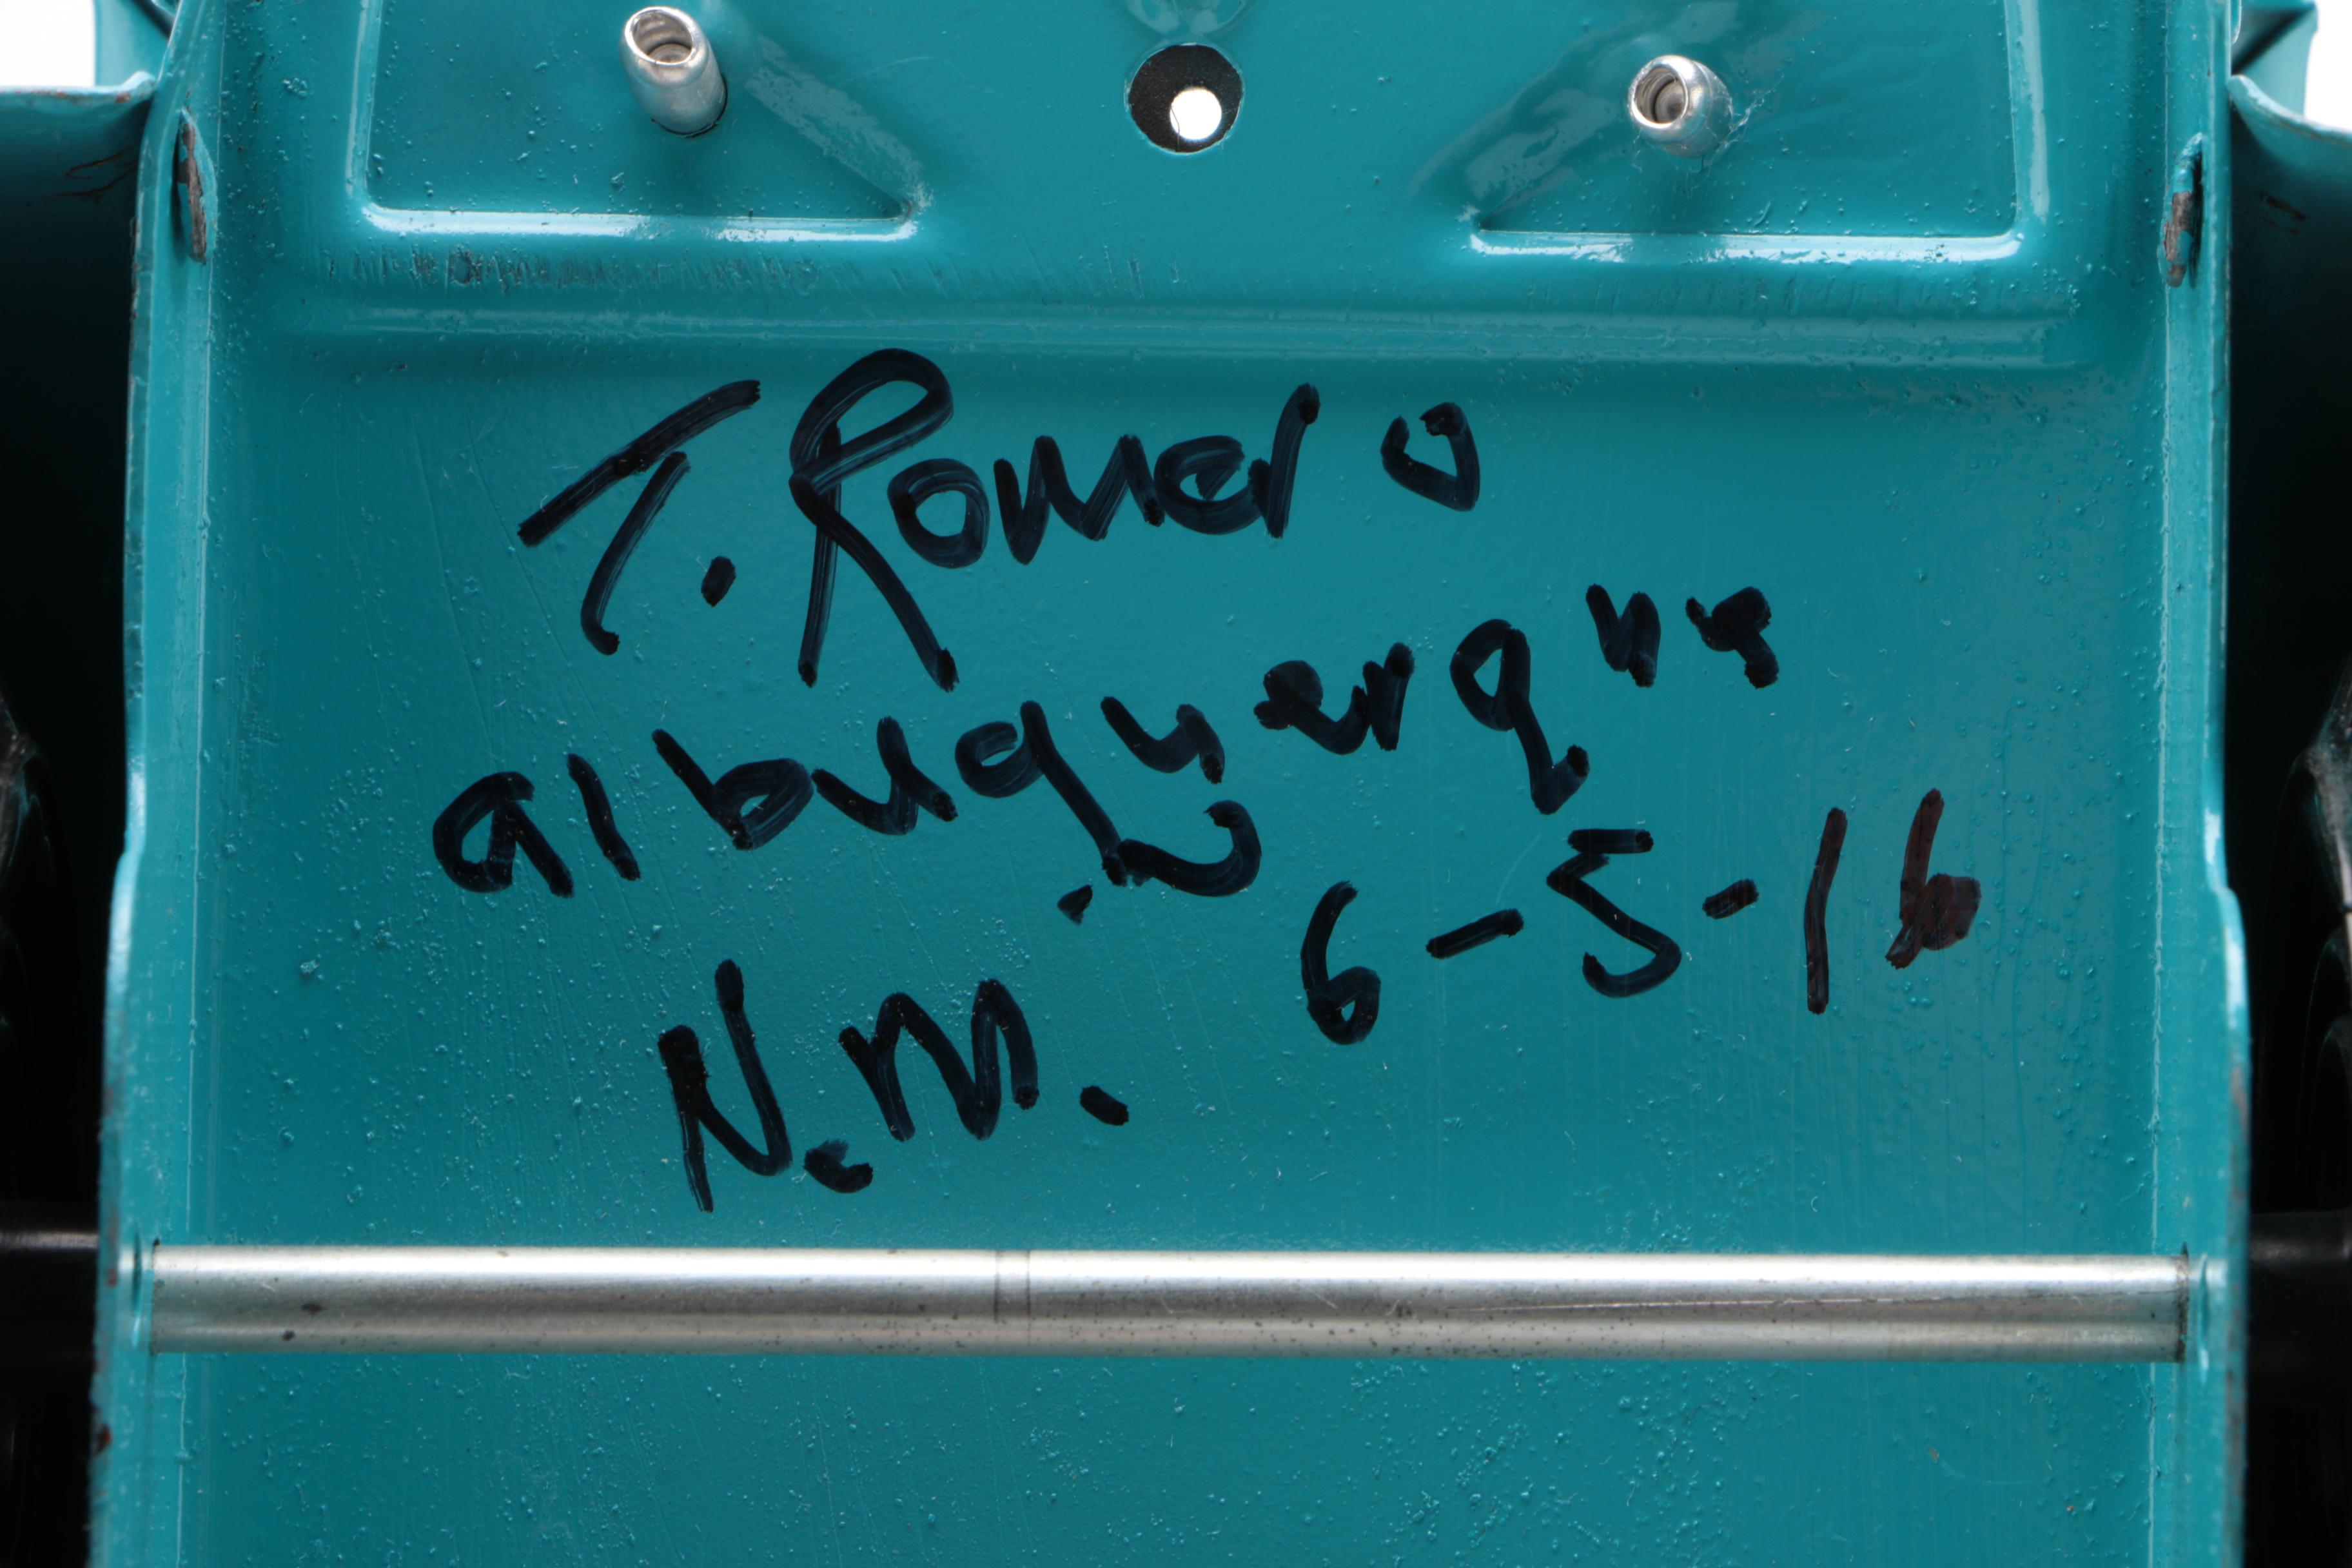 T. Romero
albuquerque
N.M. 6-5-16